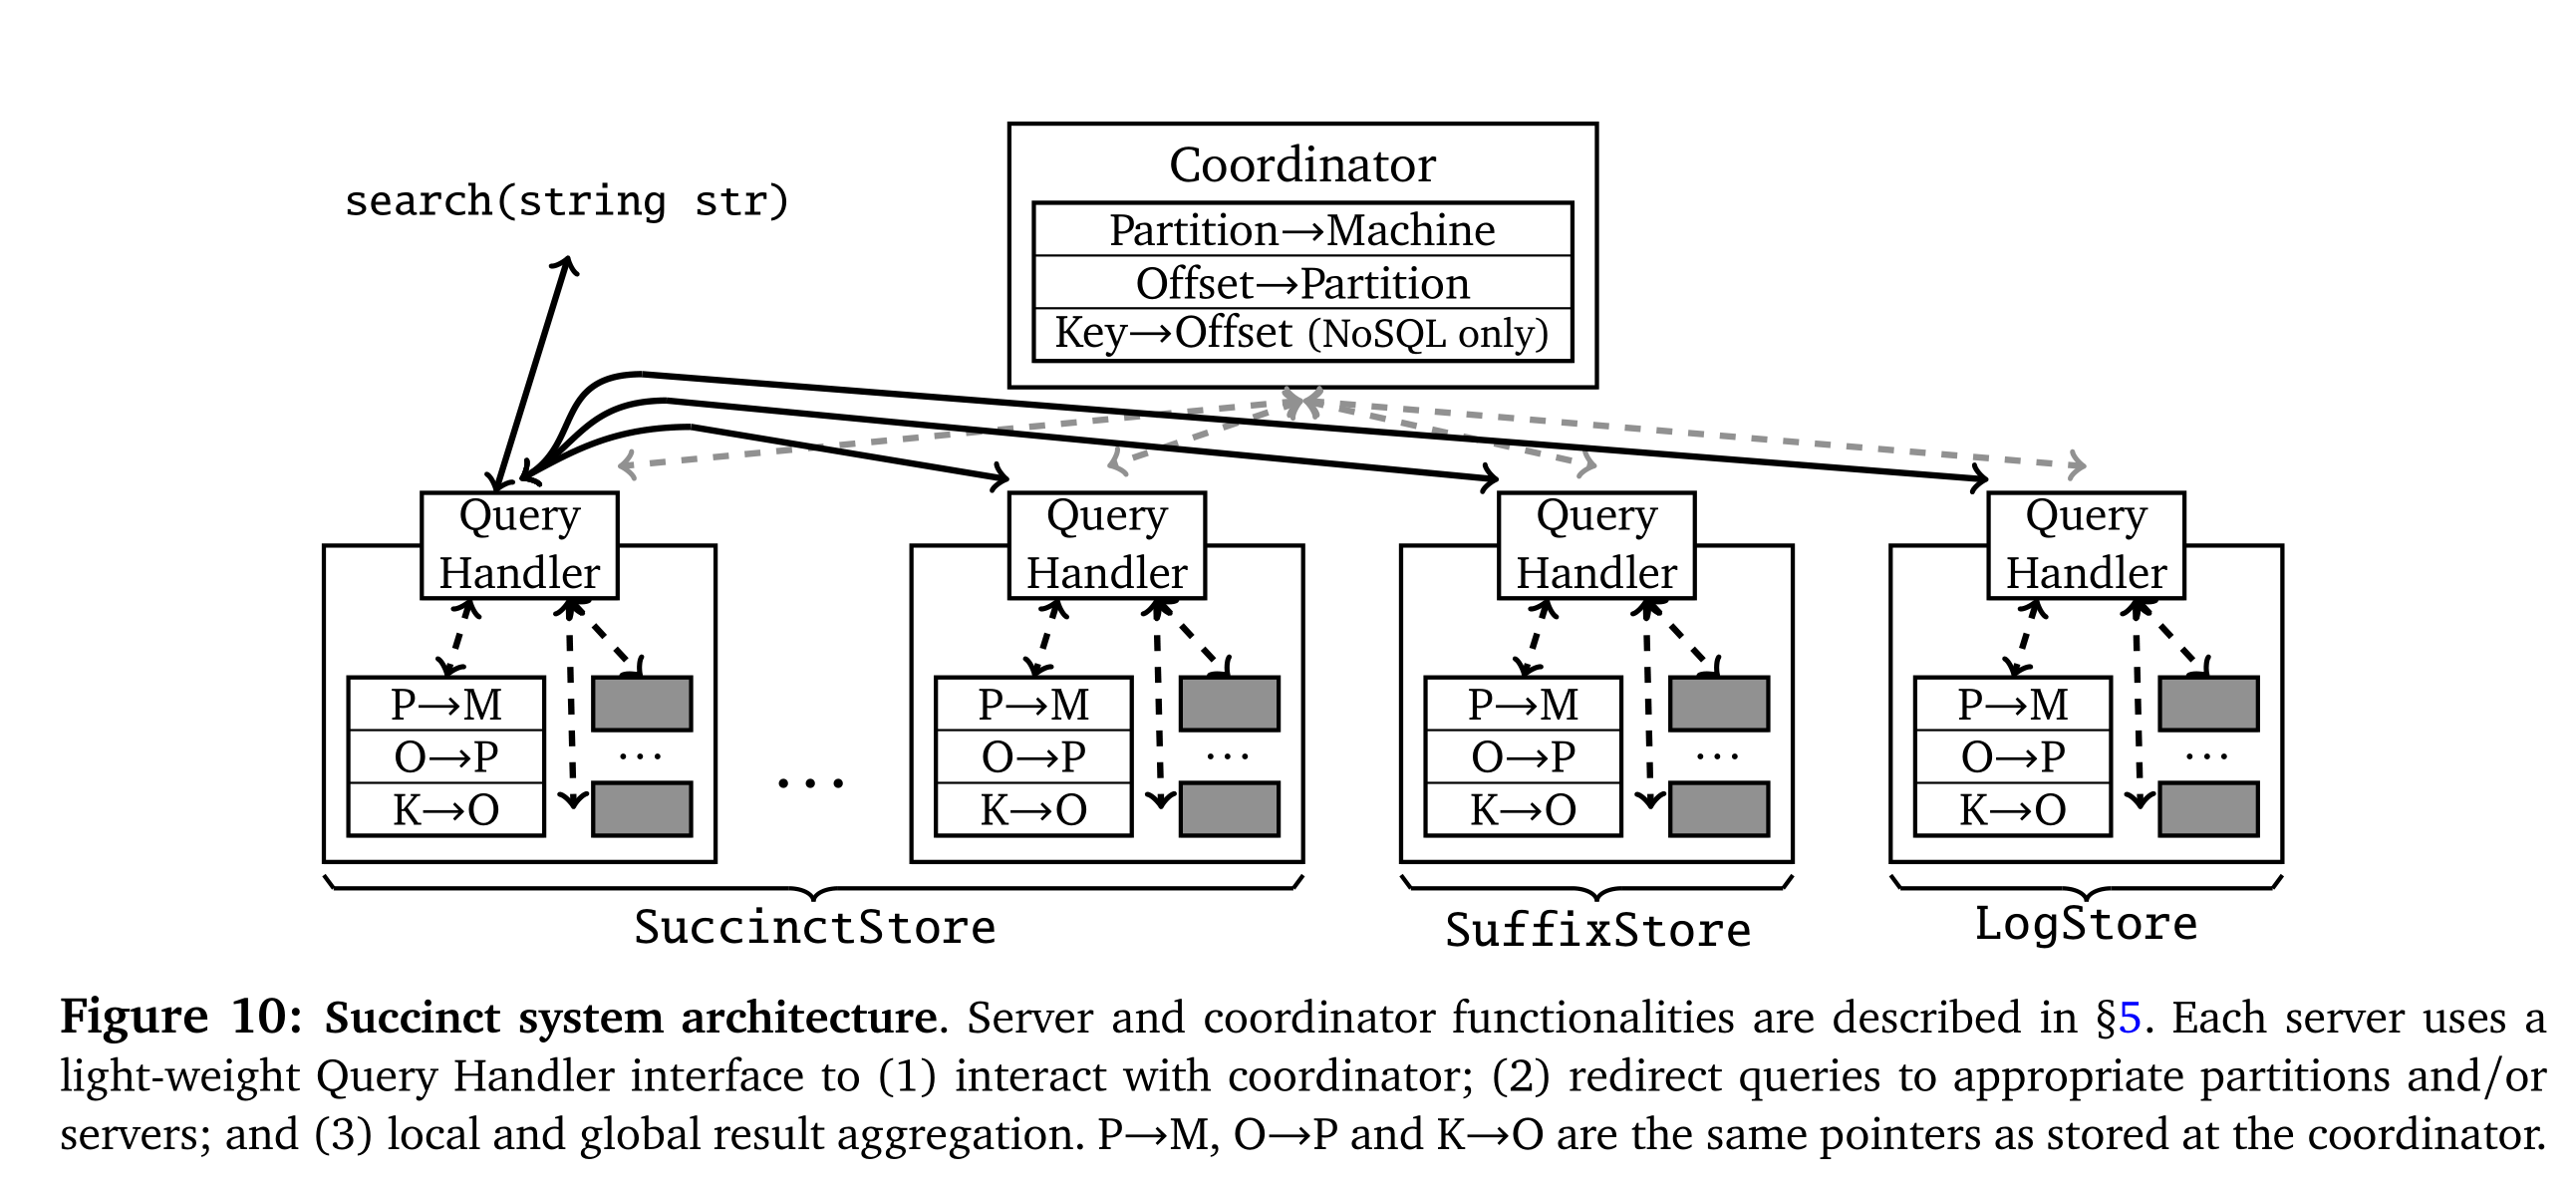 search(string str)
Coordinator
Partition→Machine
Offset→Partition
Key→Offset (NoSQL only)
Query
Handler
Query
Handler
Query
Handler
Query
Handler
P→M
O→P
K→O
...
...
P→M
O→P
K→O
...
P→M
O→P
K→O
...
P→M
O→P
K→O
...
SuccinctStore
SuffixStore
LogStore
Figure 10: Succinct system architecture. Server and coordinator functionalities are described in §5. Each server uses a
light-weight Query Handler interface to (1) interact with coordinator; (2) redirect queries to appropriate partitions and/or
servers; and (3) local and global result aggregation. P→M, O→P and K→O are the same pointers as stored at the coordinator.